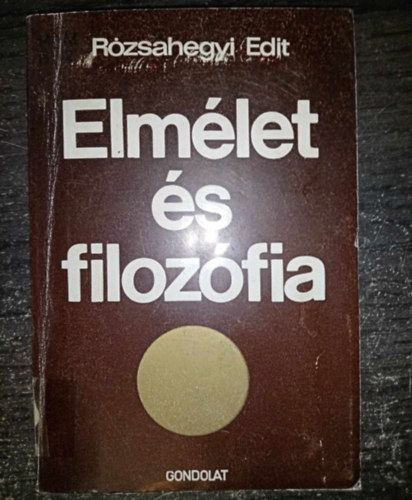 Rózsahegyi Edit
Elmélet
és
filozófia
GONDOLAT